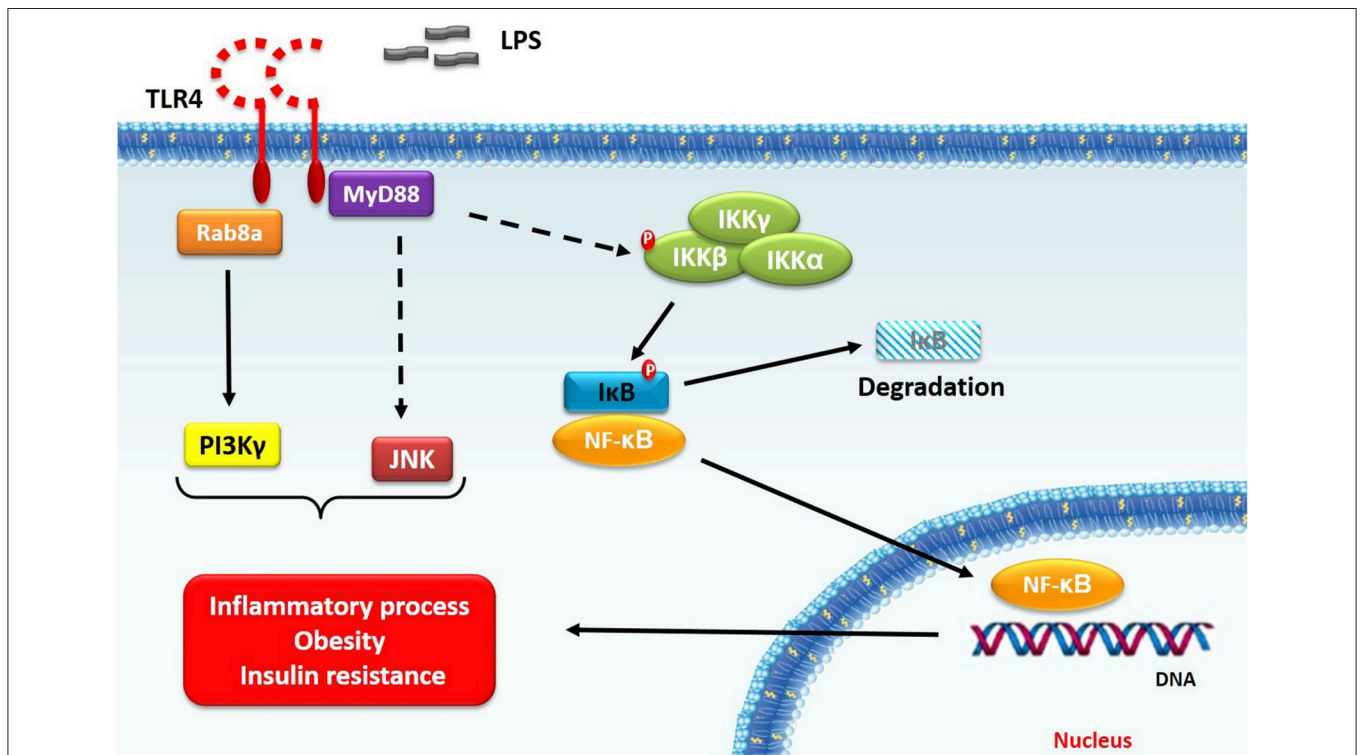 LPS
TLR4
MyD88
Rab8a
IKKγ
P
IKKβ
IKKα
IκB
Degradation
P
IκB
NF-κB
PI3Kγ
JNK
NF-κB
Inflammatory process
Obesity
Insulin resistance
DNA
Nucleus